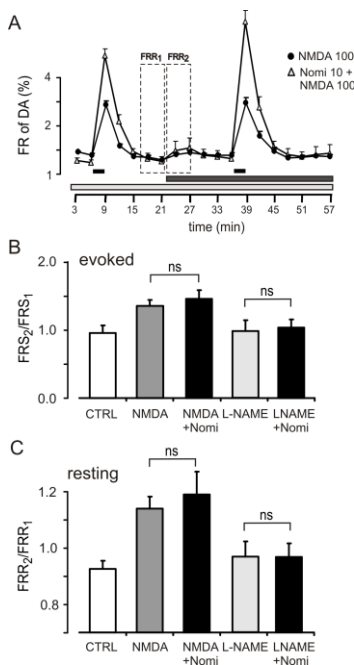 A
FRR1 FRR2
NMDA 100
Nomi 10 +
NMDA 100
FR of DA (%)
4
2
1
3 9 15 21 27 33 39 45 51 57
time (min)
B
evoked
FRS2/FRS1
2.0
1.0
0.0
ns
ns
CTRL NMDA NMDA +Nomi L-NAME LNAME +Nomi
C
resting
FRR2/FRR1
1.2
1.0
0.8
ns
ns
CTRL NMDA NMDA +Nomi L-NAME LNAME +Nomi